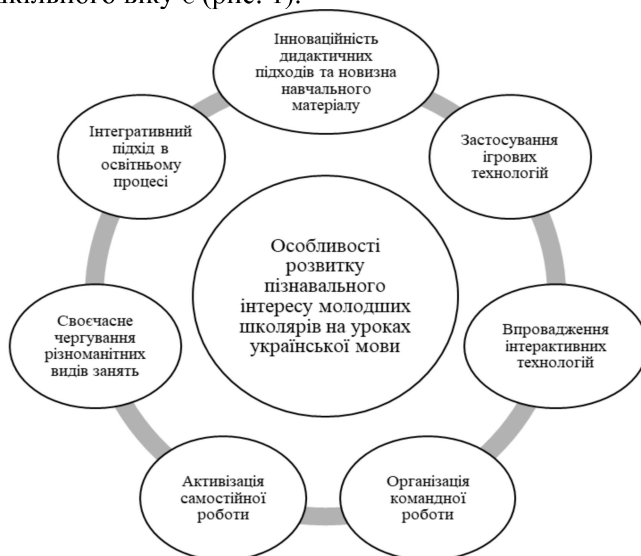 шкільного віку є (рис. 1):
Інноваційність
дидактичних
підходів та новизна
навчального
матеріалу
Застосування
ігрових
технологій
Впровадження
інтерактивних
технологій
Організація
командної
роботи
Активізація
самостійної
роботи
Своєчасне
чергування
різноманітних
видів занять
Інтегративний
підхід в
освітньому
процесі
Особливості
розвитку
пізнавального
інтересу молодших
школярів на уроках
української мови